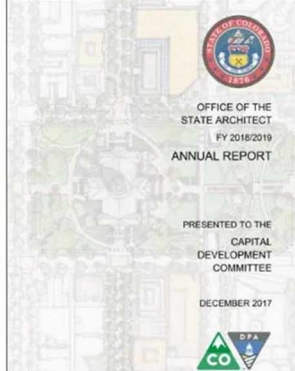 STATE OF COLORADO
1876
OFFICE OF THE
STATE ARCHITECT
FY 2018/2019
ANNUAL REPORT
PRESENTED TO THE
CAPITAL
DEVELOPMENT
COMMITTEE
DECEMBER 2017
CO
DPA